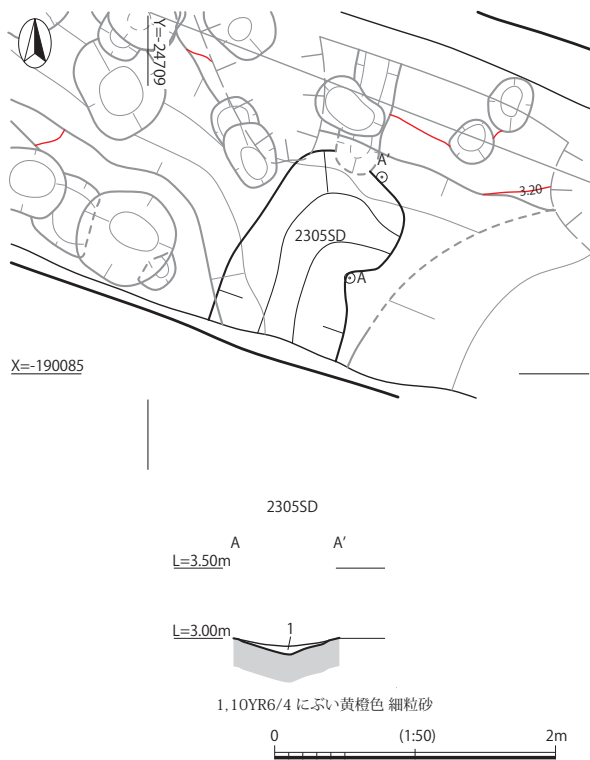 Y=-24709
A'
3.20
2305SD
A
X=-190085
2305SD
A A'
L=3.50m
L=3.00m
1
1,10YR6/4 にぶい黄橙色 細粒砂
0 (1:50) 2m